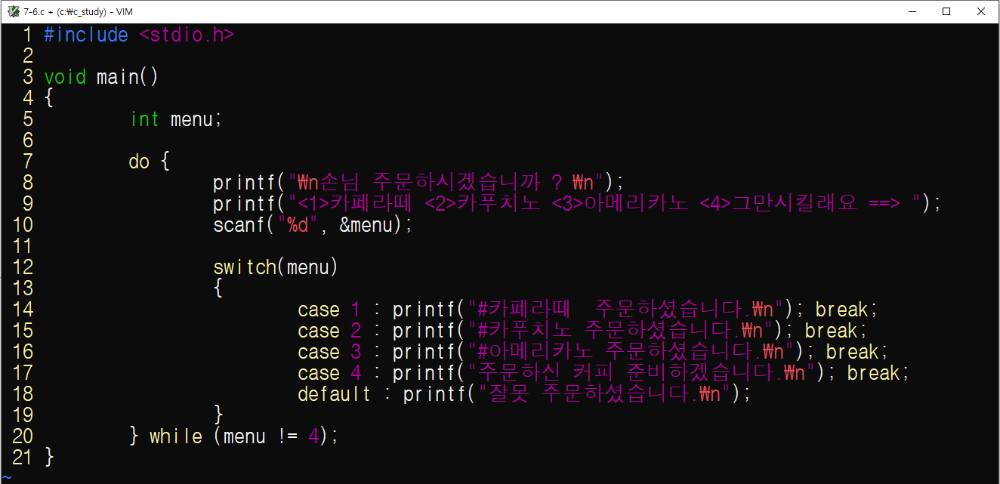 7-6.c + (c:₩c_study) - VIM
1 #include <stdio.h>
2
3 void main()
4 {
5         int menu;
6
7         do {
8                 printf("₩n손님 주문하시겠습니까 ? ₩n");
9                 printf("<1>카페라떼 <2>카푸치노 <3>아메리카노 <4>그만시킬래요 ==> ");
10                 scanf("%d", &menu);
11
12                 switch(menu)
13                 {
14                         case 1 : printf("#카페라떼  주문하셨습니다.₩n"); break;
15                         case 2 : printf("#카푸치노 주문하셨습니다.₩n"); break;
16                         case 3 : printf("#아메리카노 주문하셨습니다.₩n"); break;
17                         case 4 : printf("주문하신 커피 준비하겠습니다.₩n"); break;
18                         default : printf("잘못 주문하셨습니다.₩n");
19                 }
20         } while (menu != 4);
21 }
~